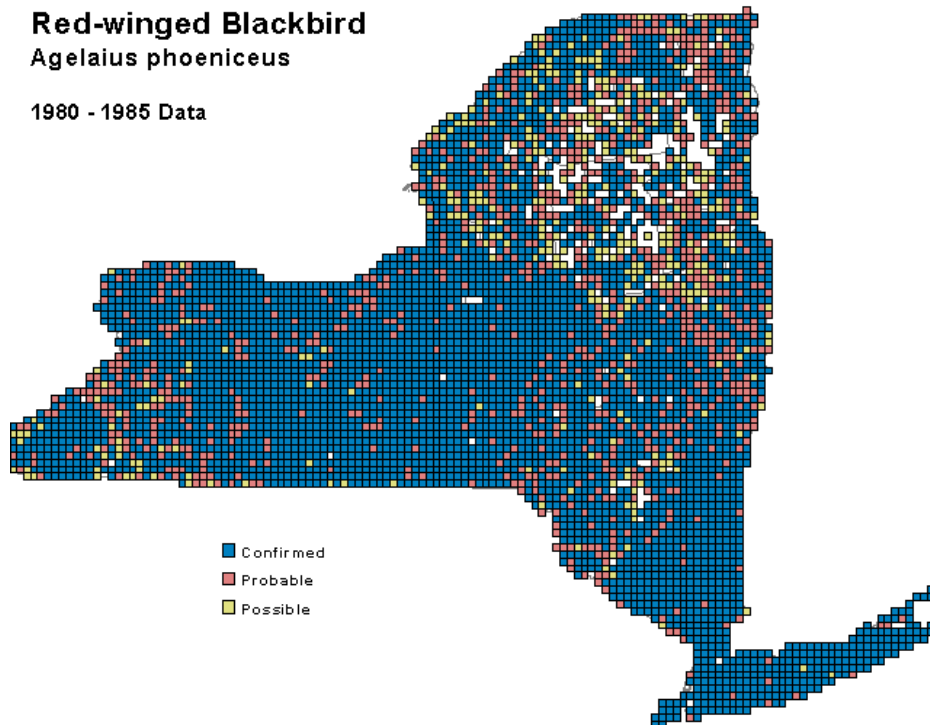 Red-winged Blackbird
Agelaius phoeniceus
1980 - 1985 Data
Confirmed
Probable
Possible